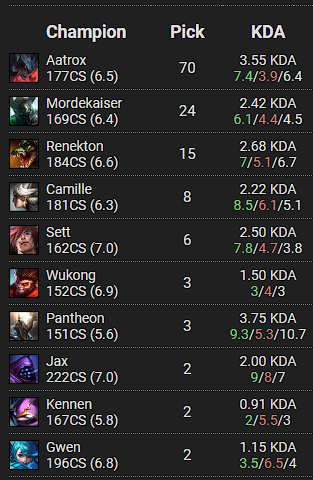 Champion Pick KDA
Aatrox 3.55 KDA
177CS (6.5) 70 7.4/3.9/6.4
Mordekaiser 2.42 KDA
169CS (6.4) 24 6.1/4.4/4.5
Renekton 2.68 KDA
184CS (6.6) 15 7/5.1/6.7
Camille 2.22 KDA
181CS (6.3) 8 8.5/6.1/5.1
Sett 2.50 KDA
162CS (7.0) 6 7.8/4.7/3.8
Wukong 1.50 KDA
152CS (6.9) 3 3/4/3
Pantheon 3.75 KDA
151CS (5.6) 3 9.3/5.3/10.7
Jax 2.00 KDA
222CS (7.0) 2 9/8/7
Kennen 0.91 KDA
167CS (5.8) 2 2/5.5/3
Gwen 1.15 KDA
196CS (6.8) 2 3.5/6.5/4